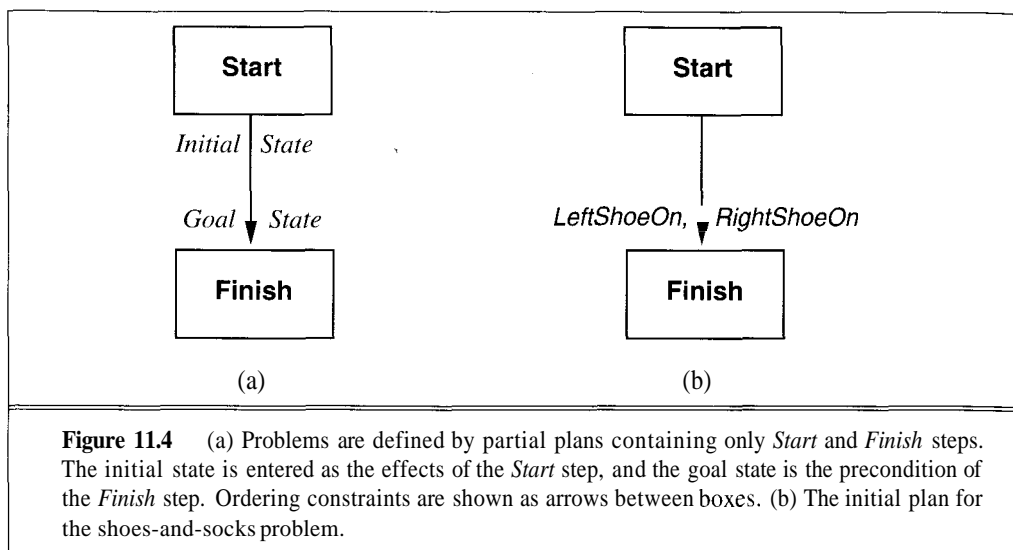 Start
Start
Initial State
Goal State
LeftShoeOn, RightShoeOn
Finish
Finish
(a)
(b)
Figure 11.4 (a) Problems are defined by partial plans containing only Start and Finish steps.
The initial state is entered as the effects of the Start step, and the goal state is the precondition of
the Finish step. Ordering constraints are shown as arrows between boxes. (b) The initial plan for
the shoes-and-socks problem.